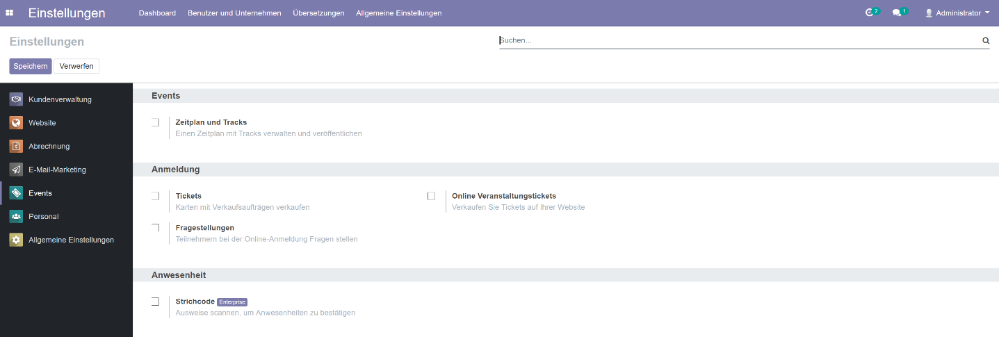 Einstellungen Dashboard Benutzer und Unternehmen Übersetzungen Allgemeine Einstellungen 2 1 Administrator
Einstellungen Suchen...
Speichern Verwerfen
Kundenverwaltung
Website
Abrechnung
E-Mail-Marketing
Events
Personal
Allgemeine Einstellungen
Events
Zeitplan und Tracks
Einen Zeitplan mit Tracks verwalten und veröffentlichen
Anmeldung
Tickets
Karten mit Verkaufsaufträgen verkaufen
Online Veranstaltungstickets
Verkaufen Sie Tickets auf Ihrer Website
Fragestellungen
Teilnehmern bei der Online-Anmeldung Fragen stellen
Anwesenheit
Strichcode Enterprise
Ausweise scannen, um Anwesenheiten zu bestätigen